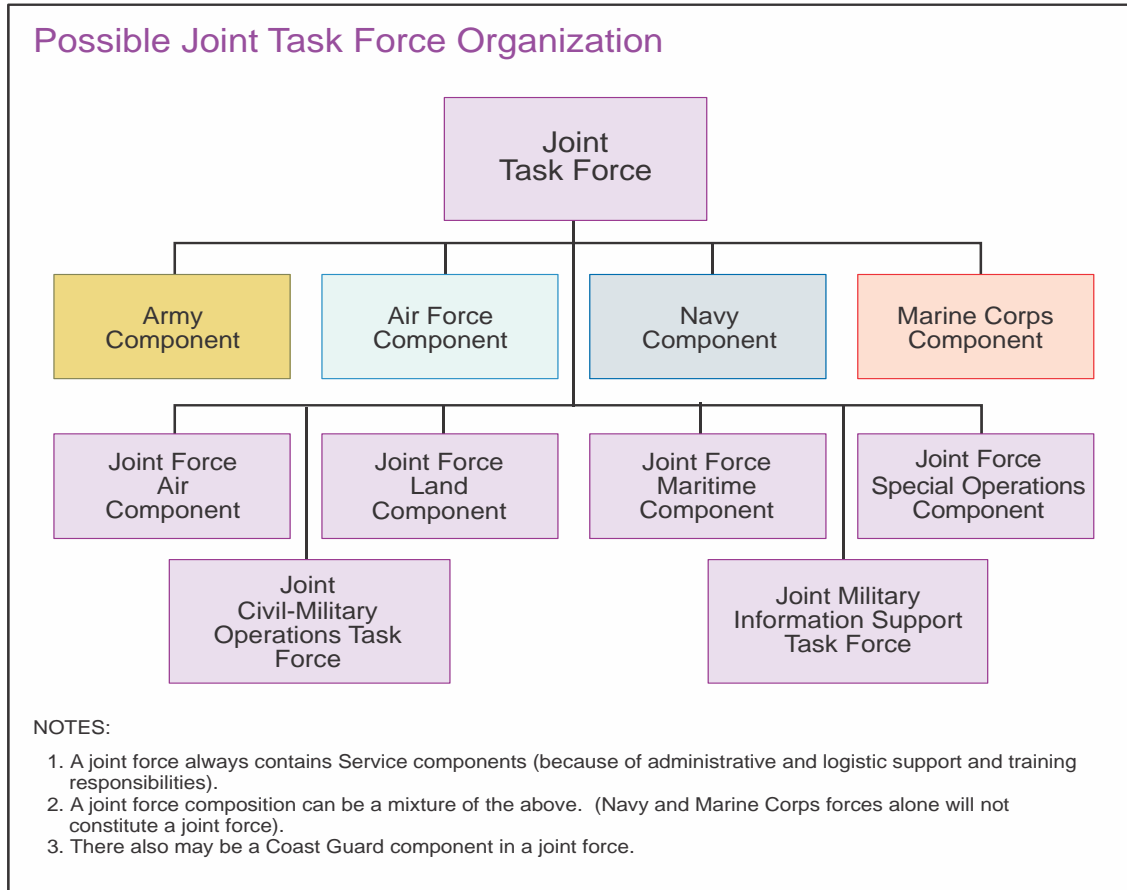 Possible Joint Task Force Organization
Joint
Task Force
Army
Component
Air Force
Component
Navy
Component
Marine Corps
Component
Joint Force
Air
Component
Joint Force
Land
Component
Joint Force
Maritime
Component
Joint Force
Special Operations
Component
Joint
Civil-Military
Operations Task
Force
Joint Military
Information Support
Task Force
NOTES:
1. A joint force always contains Service components (because of administrative and logistic support and training
responsibilities).
2. A joint force composition can be a mixture of the above.  (Navy and Marine Corps forces alone will not
constitute a joint force).
3. There also may be a Coast Guard component in a joint force.